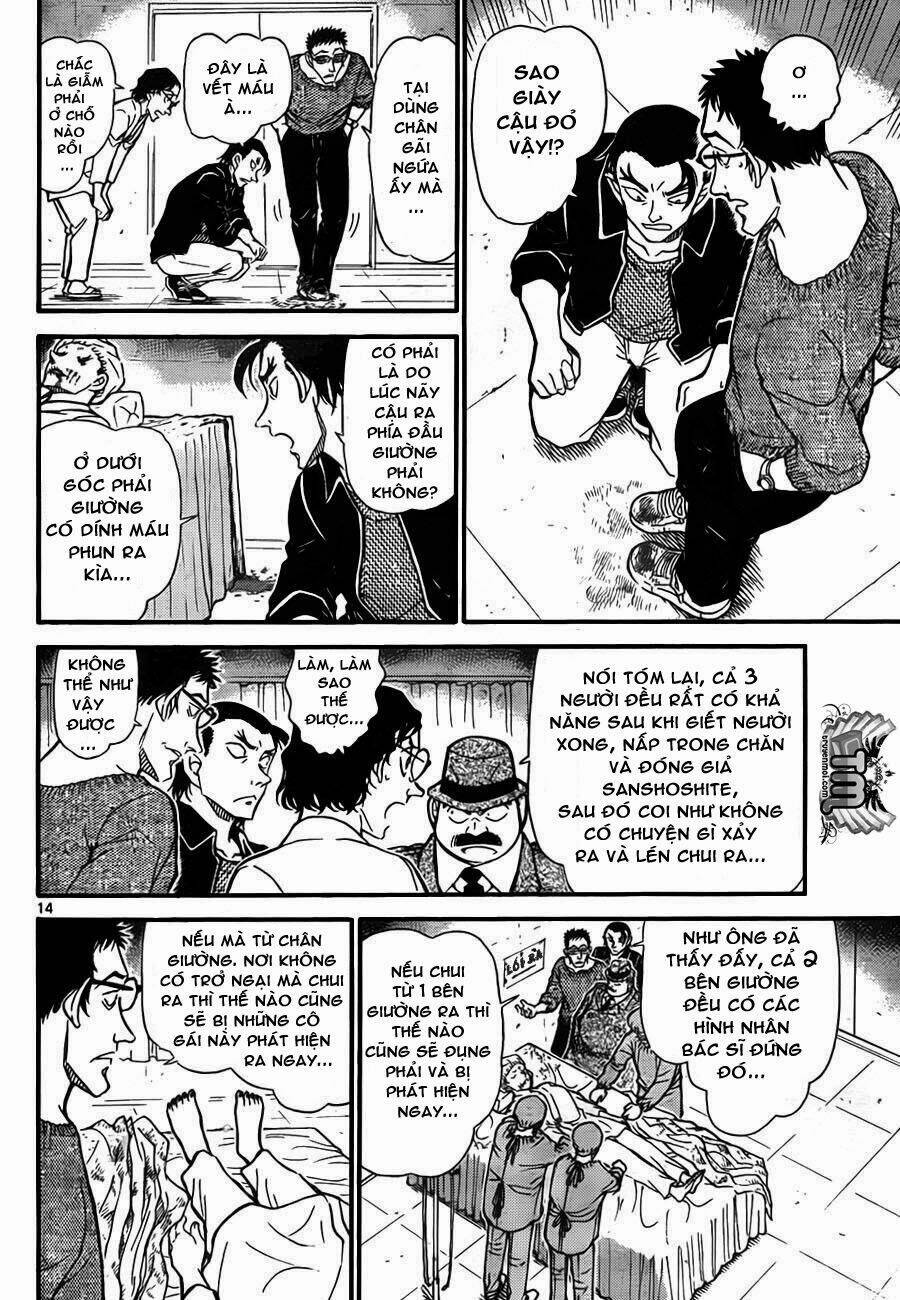 Ơ
...
SAO
GIÀY
CẬU ĐỎ
VẬY!?
TẠI
DÙNG
CHÂN
GÃI
NGỨA
ẤY MÀ
...
ĐÂY LÀ
VẾT MÁU
À...
CHẮC
LÀ GIẪM
PHẢI
Ở CHỖ
NÀO
RỒI
...
CÓ PHẢI
LÀ DO
LÚC NÃY
CẬU RA
PHÍA ĐẦU
GIƯỜNG
PHẢI
KHÔNG?
Ở DƯỚI
GÓC PHẢI
GIƯỜNG
CÓ DÍNH MÁU
PHUN RA
KÌA...
NÓI TÓM LẠI, CẢ 3
NGƯỜI ĐỀU RẤT CÓ KHẢ
NĂNG SAU KHI GIẾT NGƯỜI
XONG, NẤP TRONG CHĂN
VÀ ĐÓNG GIẢ
SANSHOSHITE,
SAU ĐÓ COI NHƯ KHÔNG
CÓ CHUYỆN GÌ XẢY
RA VÀ LÉN CHUI RA...
LÀM, LÀM
SAO
THẾ
ĐƯỢC...
KHÔNG
THỂ NHƯ
VẬY
ĐƯỢC
...
TM
truyenmoi.com
14
NHƯ ÔNG ĐÃ
THẤY ĐẤY, CẢ 2
BÊN GIƯỜNG
ĐỀU CÓ CÁC
HÌNH NHÂN
BÁC SĨ ĐỨNG
ĐÓ...
LỐI RA
NẾU CHUI
TỪ 1 BÊN
GIƯỜNG RA THÌ
THẾ NÀO
CŨNG SẼ ĐỤNG
PHẢI VÀ BỊ
PHÁT HIỆN
NGAY...
NẾU MÀ TỪ CHÂN
GIƯỜNG. NƠI KHÔNG
CÓ TRỞ NGẠI MÀ CHUI
RA THÌ THẾ NÀO CŨNG
SẼ BỊ NHỮNG CÔ
GÁI NÀY PHÁT HIỆN
RA NGAY...